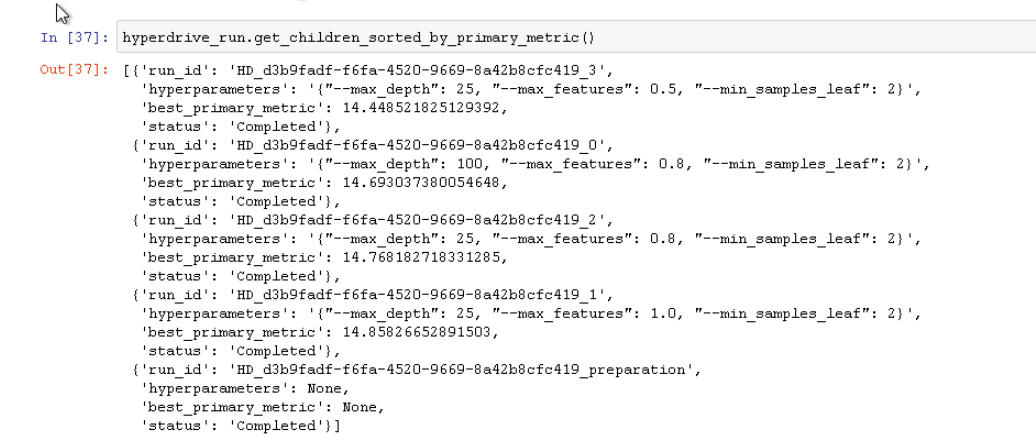 In [37]: hyperdrive_run.get_children_sorted_by_primary_metric()
Out[37]: [{'run_id': 'HD_d3b9fadf-f6fa-4520-9669-8a42b8cfc419_3',
'hyperparameters': '{"--max_depth": 25, "--max_features": 0.5, "--min_samples_leaf": 2}',
'best_primary_metric': 14.448521825129392,
'status': 'Completed'},
{'run_id': 'HD_d3b9fadf-f6fa-4520-9669-8a42b8cfc419_0',
'hyperparameters': '{"--max_depth": 100, "--max_features": 0.8, "--min_samples_leaf": 2}',
'best_primary_metric': 14.693037380054648,
'status': 'Completed'},
{'run_id': 'HD_d3b9fadf-f6fa-4520-9669-8a42b8cfc419_2',
'hyperparameters': '{"--max_depth": 25, "--max_features": 0.8, "--min_samples_leaf": 2}',
'best_primary_metric': 14.768182718331285,
'status': 'Completed'},
{'run_id': 'HD_d3b9fadf-f6fa-4520-9669-8a42b8cfc419_1',
'hyperparameters': '{"--max_depth": 25, "--max_features": 1.0, "--min_samples_leaf": 2}',
'best_primary_metric': 14.85826652891503,
'status': 'Completed'},
{'run_id': 'HD_d3b9fadf-f6fa-4520-9669-8a42b8cfc419_preparation',
'hyperparameters': None,
'best_primary_metric': None,
'status': 'Completed'}]